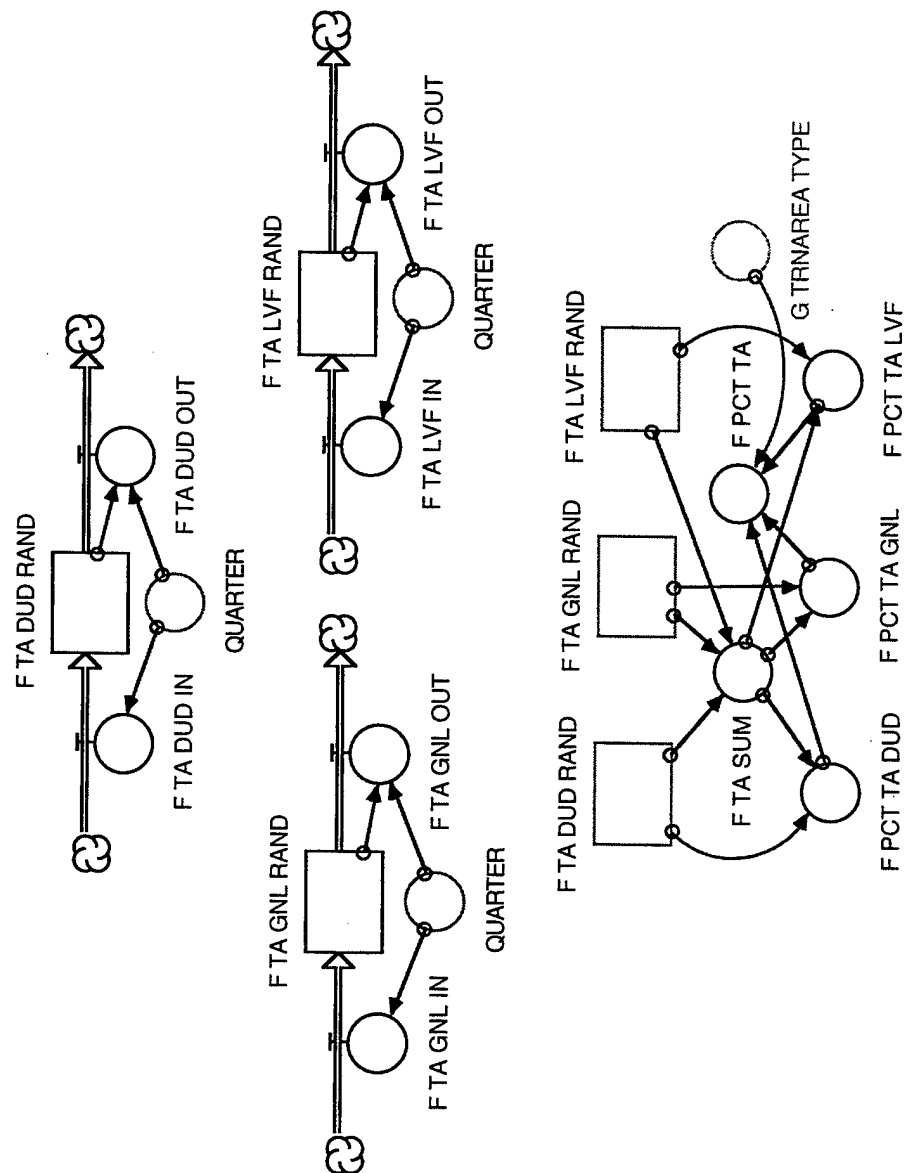 F TA DUD RAND
F TA DUD IN
F TA DUD OUT
QUARTER
F TA GNL RAND
F TA GNL IN
F TA GNL OUT
QUARTER
F TA LVF RAND
F TA LVF IN
F TA LVF OUT
QUARTER
F TA DUD RAND
F TA GNL RAND
F TA LVF RAND
F TA SUM
F PCT TA
G TRNAREA TYPE
F PCT TA DUD
F PCT TA GNL
F PCT TA LVF